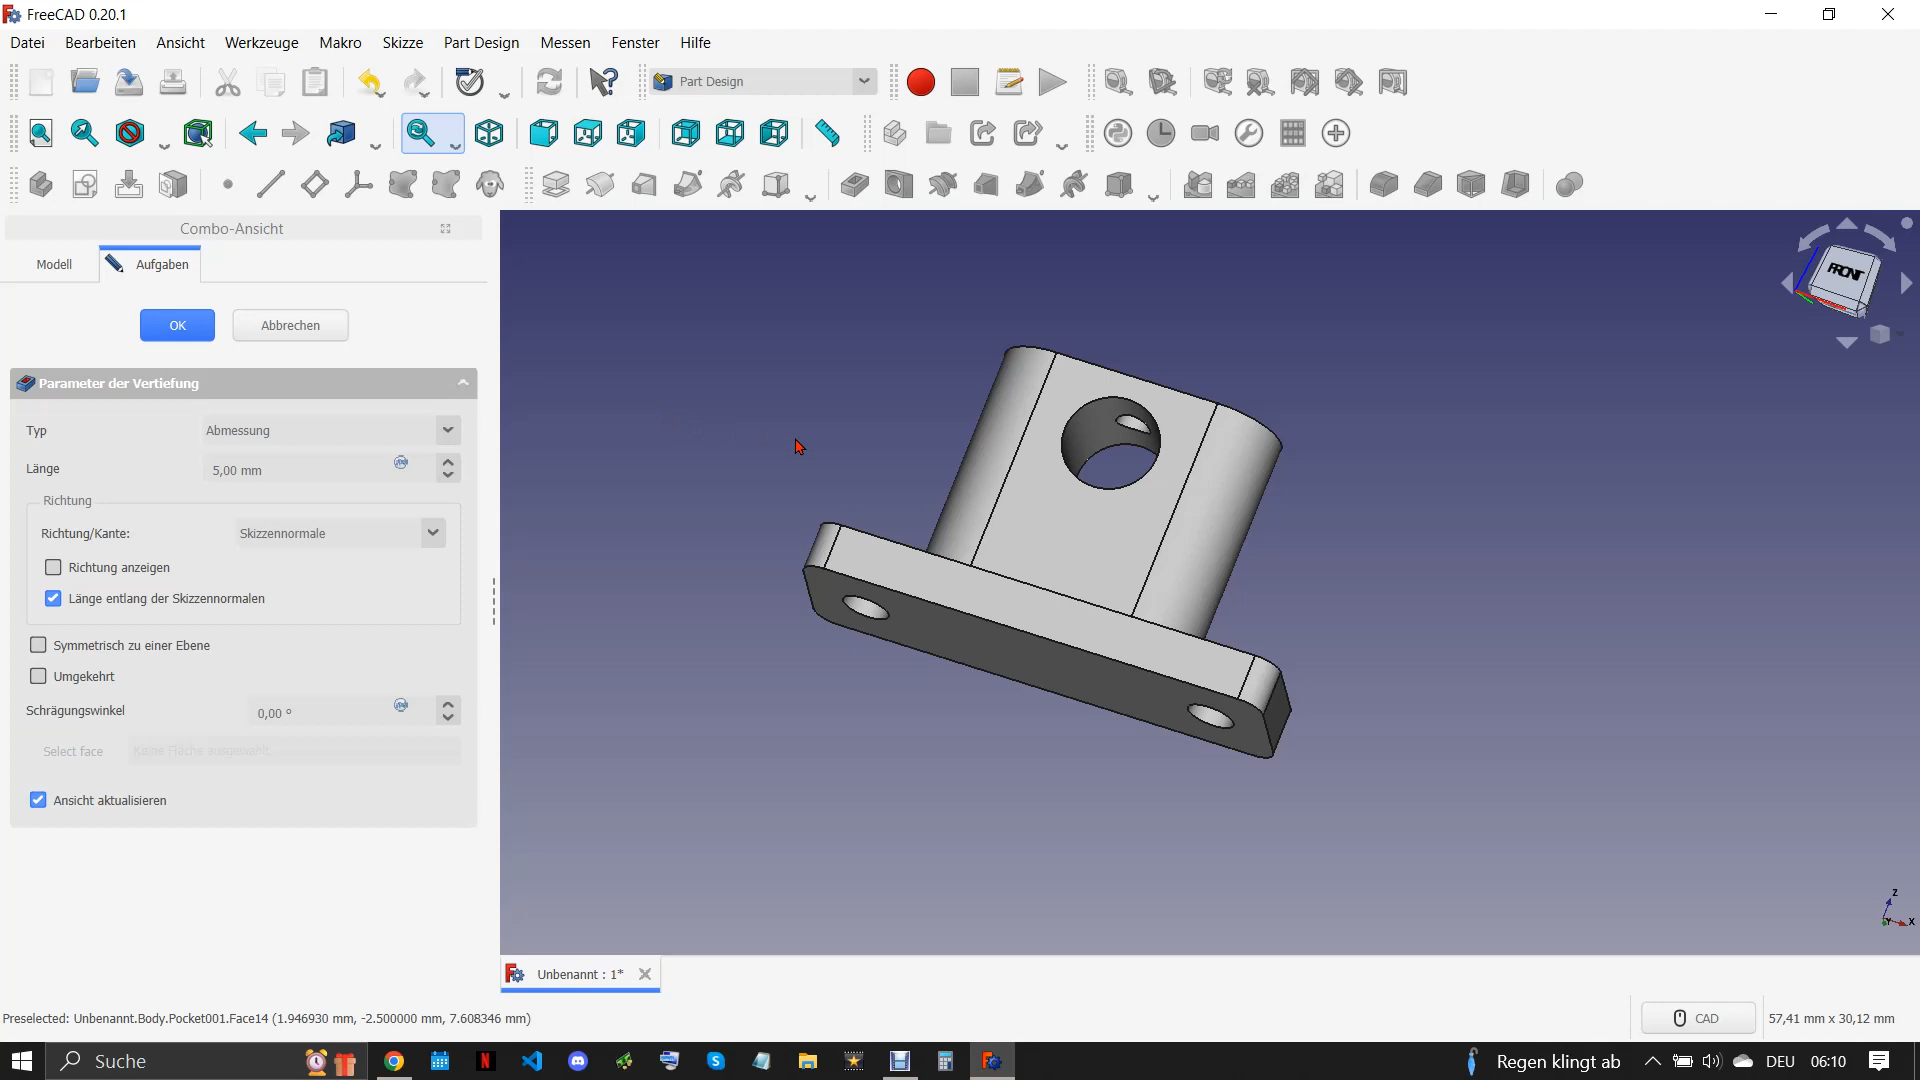 FreeCAD 0.20.1
Datei Bearbeiten Ansicht Werkzeuge Makro Skizze Part Design Messen Fenster Hilfe
Part Design
Combo-Ansicht
Modell Aufgaben
OK Abbrechen
Parameter der Vertiefung
Typ Abmessung
Länge 5,00 mm
Richtung
Richtung/Kante: Skizzennormale
Richtung anzeigen
Länge entlang der Skizzennormalen
Symmetrisch zu einer Ebene
Umgekehrt
Schrägungswinkel 0,00 °
Select face Keine Fläche ausgewählt
Ansicht aktualisieren
FRONT
Z
Y
X
Unbenannt : 1*
Preselected: Unbenannt.Body.Pocket001.Face14 (1.946930 mm, -2.500000 mm, 7.608346 mm)
CAD 57,41 mm x 30,12 mm
Suche
Regen klingt ab DEU 06:10